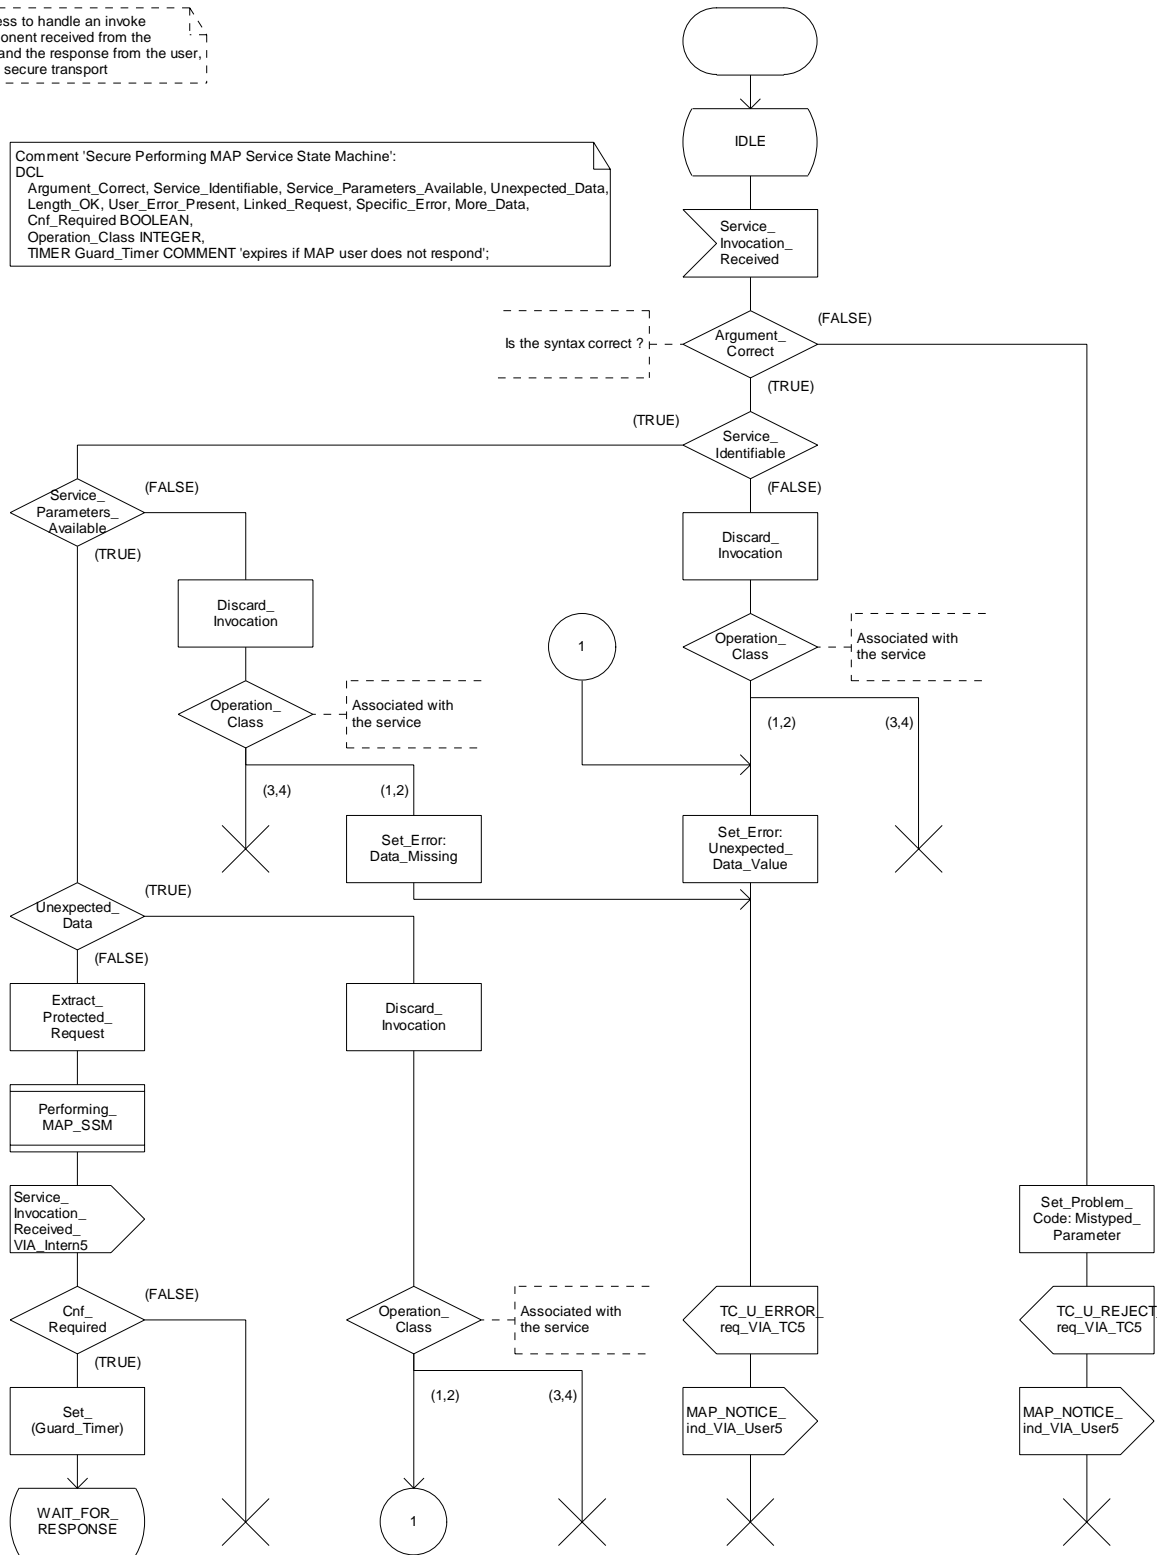 ess to handle an invoke
onent received from the
and the response from the user,
secure transport
Comment 'Secure Performing MAP Service State Machine':
DCL
Argument_Correct, Service_Identifiable, Service_Parameters_Available, Unexpected_Data,
Length_OK, User_Error_Present, Linked_Request, Specific_Error, More_Data,
Cnf_Required BOOLEAN,
Operation_Class INTEGER,
TIMER Guard_Timer COMMENT 'expires if MAP user does not respond';
IDLE
Service_
Invocation_
Received
Is the syntax correct ?
Argument_
Correct
(FALSE)
(TRUE)
(TRUE)
Service_
Identifiable
(FALSE)
Service_
Parameters_
Available
(FALSE)
(TRUE)
Discard_
Invocation
Discard_
Invocation
1
Operation_
Class
Associated with
the service
Operation_
Class
Associated with
the service
(1,2)
(3,4)
(3,4)
(1,2)
Set_Error:
Data_Missing
Set_Error:
Unexpected_
Data_Value
Unexpected_
Data
(TRUE)
(FALSE)
Extract_
Protected_
Request
Discard_
Invocation
Performing_
MAP_SSM
Service_
Invocation_
Received_
VIA_Intern5
Set_Problem_
Code: Mistyped_
Parameter
Cnf_
Required
(FALSE)
(TRUE)
Operation_
Class
Associated with
the service
(1,2)
(3,4)
TC_U_ERROR_
req_VIA_TC5
TC_U_REJECT
req_VIA_TC5
Set_
(Guard_Timer)
MAP_NOTICE_
ind_VIA_User5
MAP_NOTICE_
ind_VIA_User5
WAIT_FOR_
RESPONSE
1